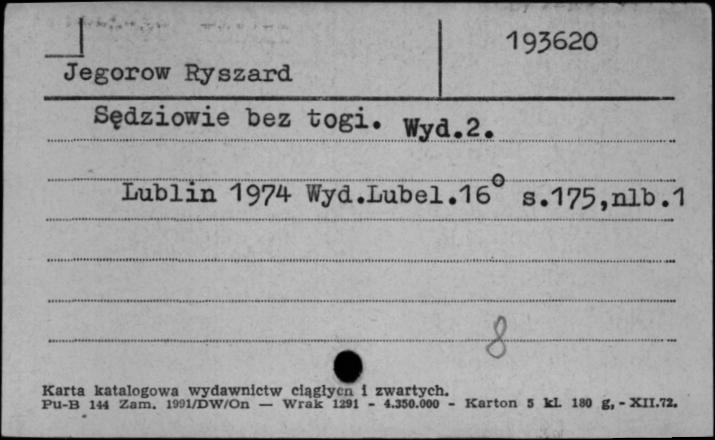 193620
Jegorow Ryszard
Sędziowie bez togi. Wyd.2.
Lublin 1974 Wyd.Lubel.16° s.175,nlb.1
8
Karta katalogowa wydawnictw ciągłych i zwartych.
Pu-B 144 Zam. 1991/DW/On — Wrak 1291 - 4.350.000 - Karton 5 kl. 180 g, - XII.72.